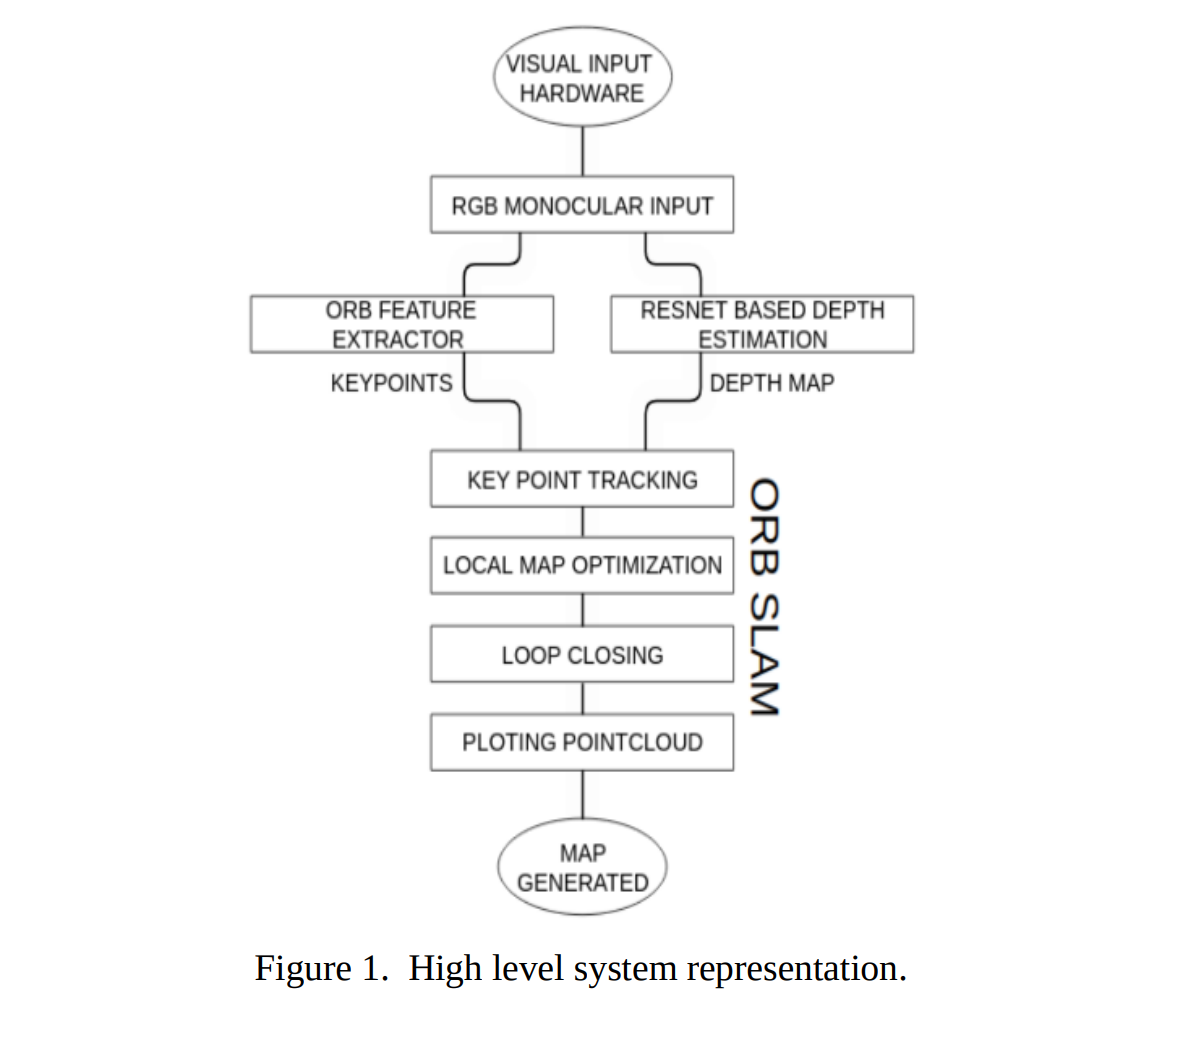 VISUAL INPUT
HARDWARE
RGB MONOCULAR INPUT
ORB FEATURE
EXTRACTOR
RESNET BASED DEPTH
ESTIMATION
KEYPOINTS
DEPTH MAP
KEY POINT TRACKING
LOCAL MAP OPTIMIZATION
LOOP CLOSING
PLOTING POINTCLOUD
ORB SLAM
MAP
GENERATED
Figure 1. High level system representation.